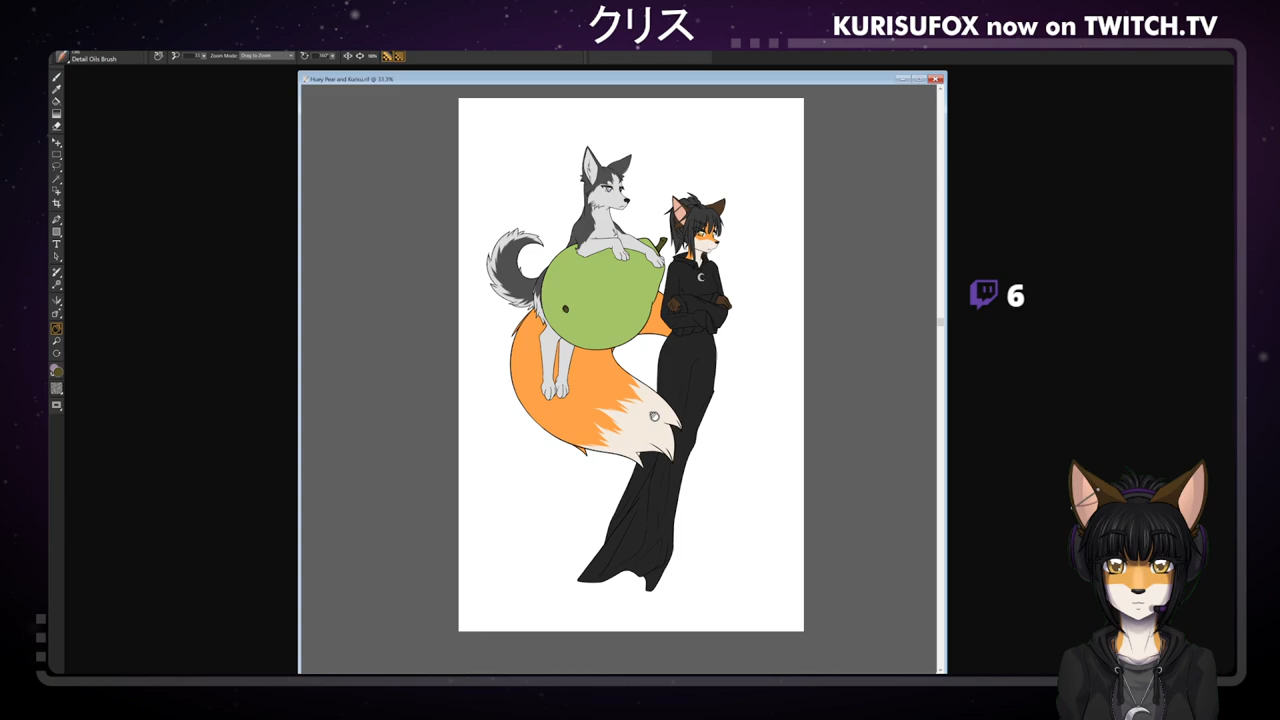 クリス
KURISUFOX now on TWITCH.TV
Detail Oils Brush
Zoom Mode: Drag to Zoom
Huey Pear and Kurisu.rif @ 33.3%
6